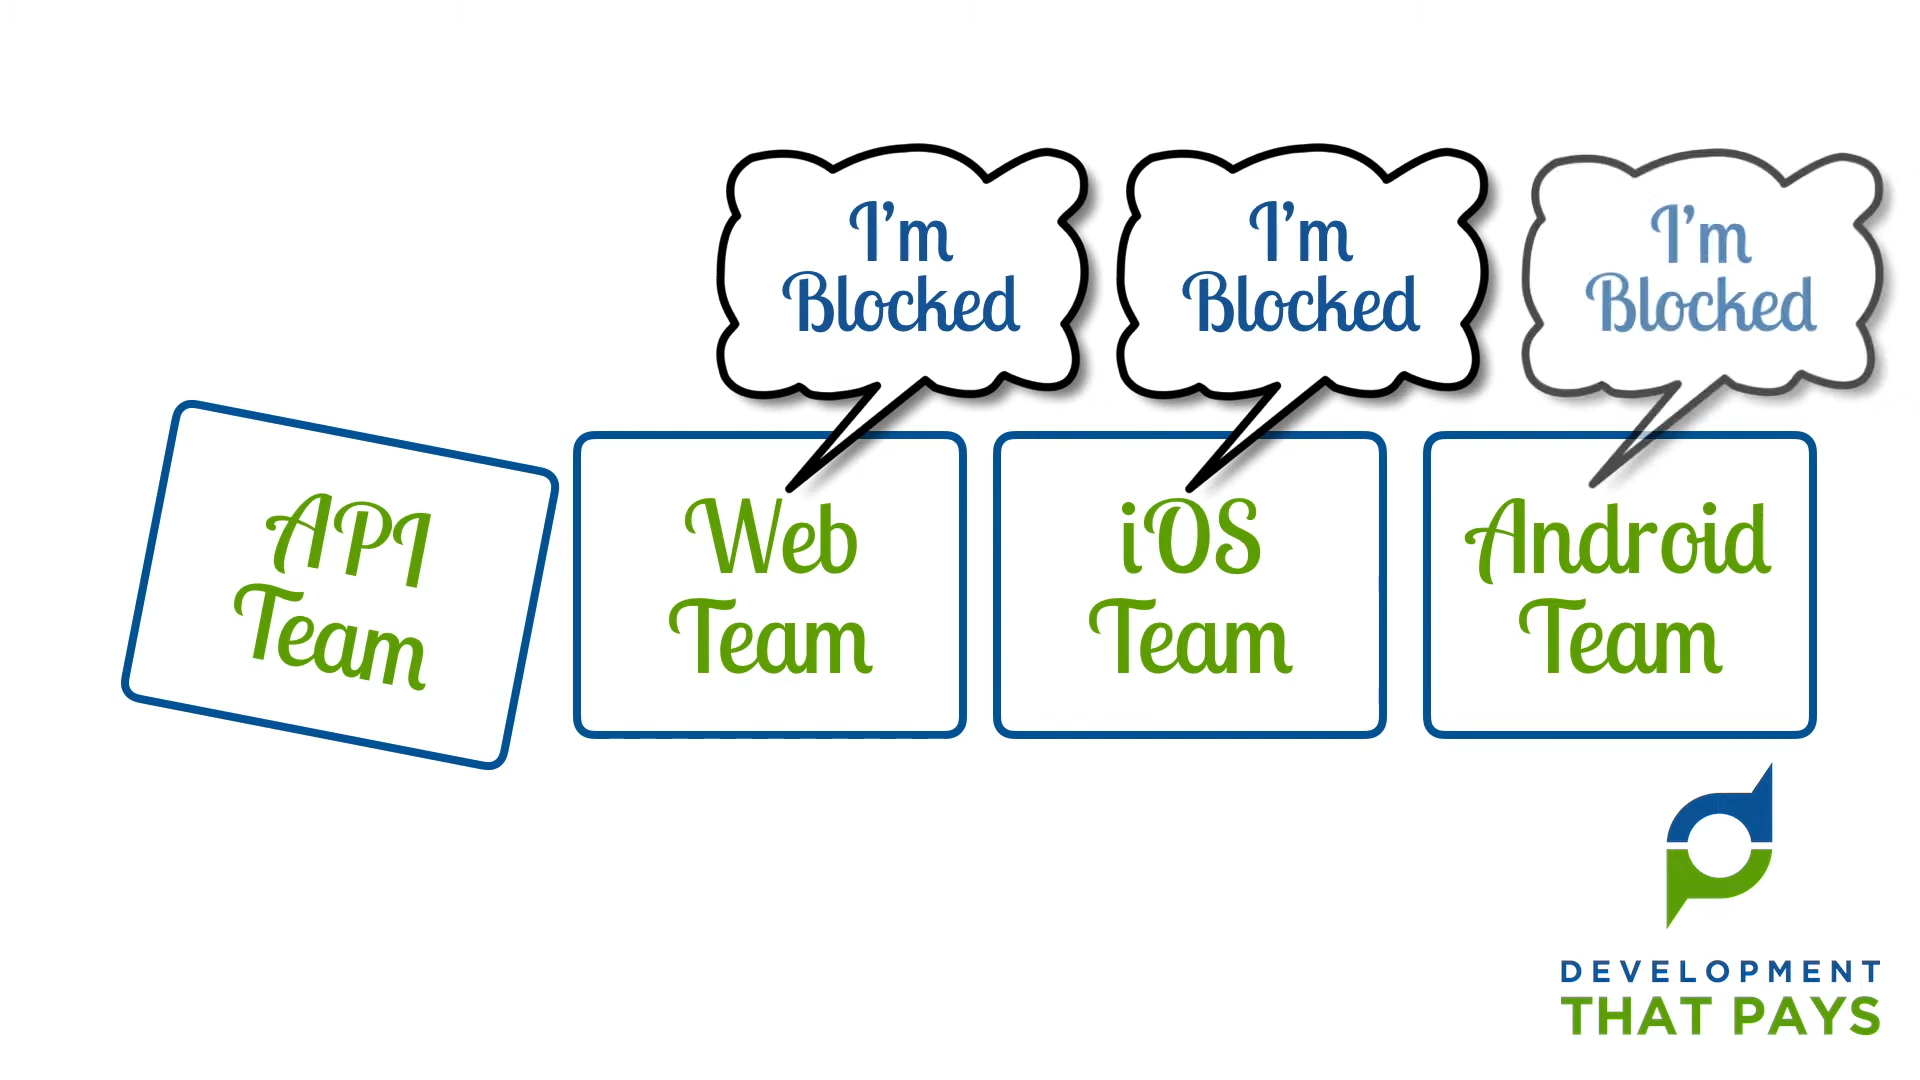 I'm
Blocked
I'm
Blocked
I'm
Blocked
API
Team
Web
Team
iOS
Team
Android
Team
DEVELOPMENT
THAT PAYS